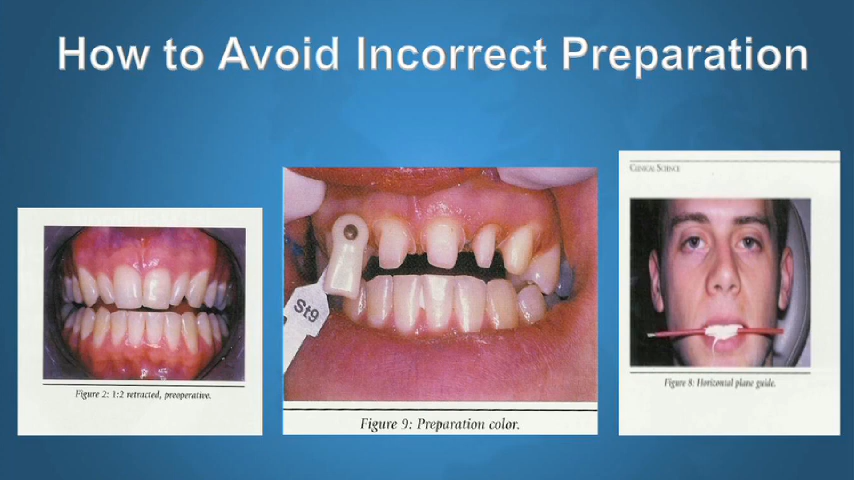 How to Avoid Incorrect Preparation
CLINICAL SCIENCE
St9
Figure 2: 1:2 retracted, preoperative.
Figure 9: Preparation color.
Figure 8: Horizontal plane guide.